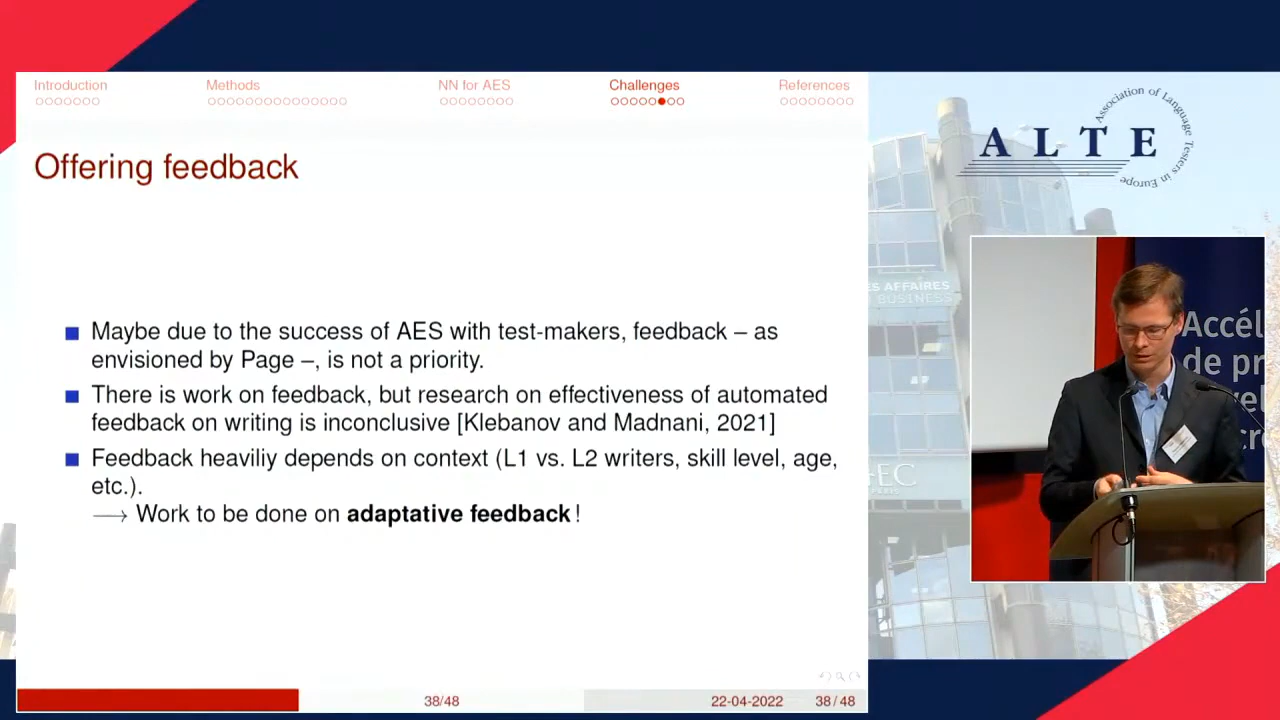 Introduction
Methods
NN for AES
Challenges
References
Offering feedback
Maybe due to the success of AES with test-makers, feedback – as
envisioned by Page –, is not a priority.
There is work on feedback, but research on effectiveness of automated
feedback on writing is inconclusive [Klebanov and Madnani, 2021]
Feedback heaviliy depends on context (L1 vs. L2 writers, skill level, age,
etc.).
⟶ Work to be done on adaptative feedback !
38/48
22-04-2022
38 / 48
ALTE
Association of Language Testers in Europe
ES AFFAIRES
BUSINESS
Accél
de pr